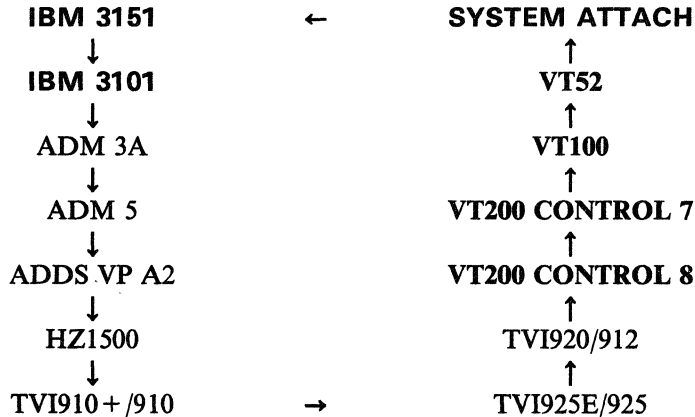 IBM 3151 ← SYSTEM ATTACH
↓ ↑
IBM 3101 VT52
↓ ↑
ADM 3A VT100
↓ ↑
ADM 5 VT200 CONTROL 7
↓ ↑
ADDS VP A2 VT200 CONTROL 8
↓ ↑
HZ1500 TVI920/912
↓ ↑
TVI910+/910 → TVI925E/925